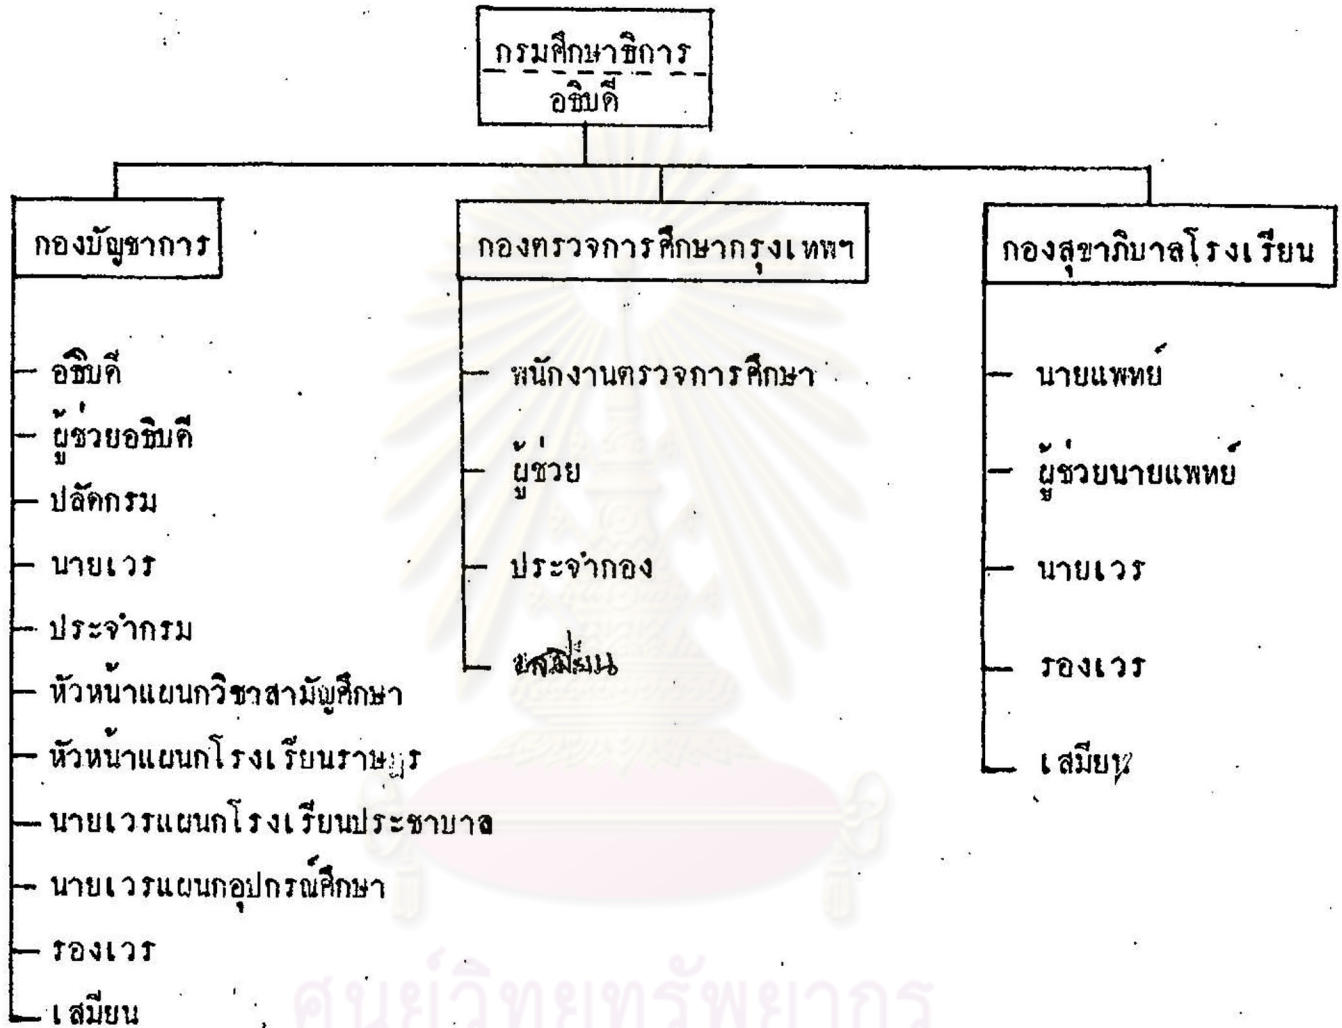 กรมศึกษาธิการ
อธิบดี
กองบัญชาการ
อธิบดี
ผู้ช่วยอธิบดี
ปลัดกรม
นายเวร
ประจำกรม
หัวหน้าแผนกวิชาสามัญศึกษา
หัวหน้าแผนกโรงเรียนราษฎร
นายเวรแผนกโรงเรียนประชาบาล
นายเวรแผนกอุปกรณ์ศึกษา
รองเวร
เสมียน
กองตรวจการศึกษากรุงเทพฯ
พนักงานตรวจการศึกษา
ผู้ช่วย
ประจำกอง
กองสุขาภิบาลโรงเรียน
นายแพทย์
ผู้ช่วยนายแพทย์
นายเวร
รองเวร
เสมียน
ศูนย์วิทยทรัพยากร